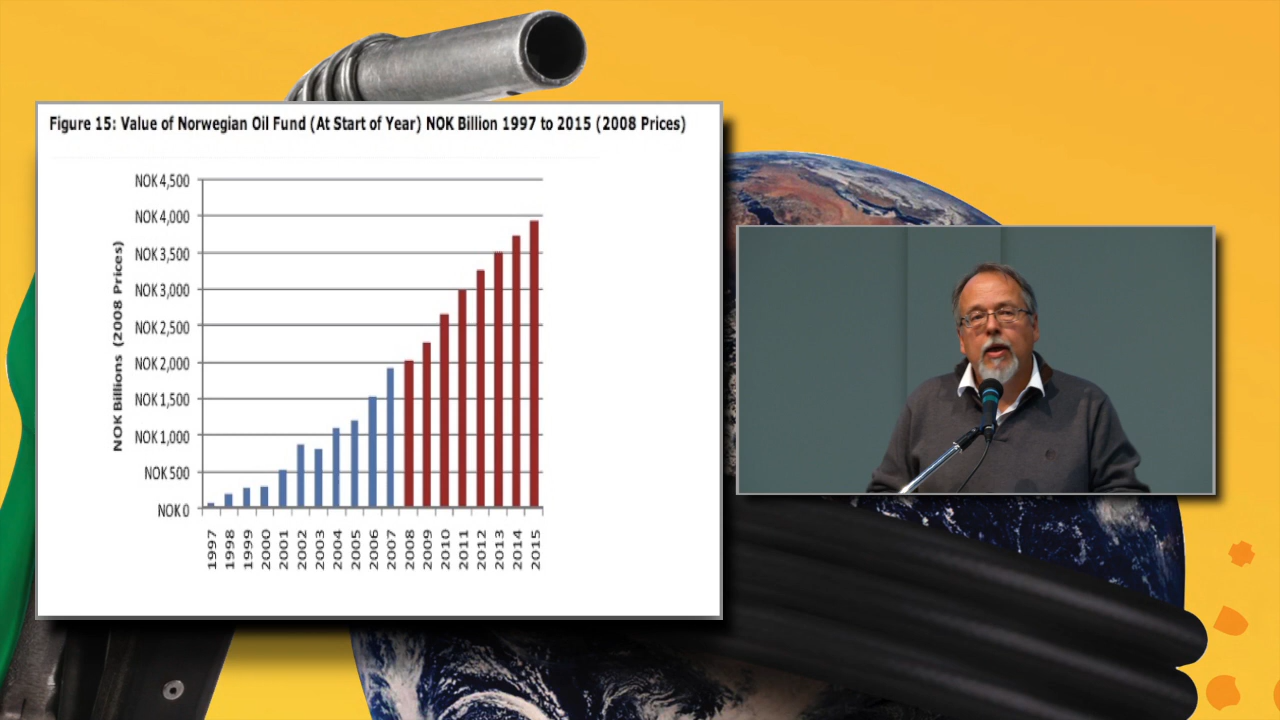 Figure 15: Value of Norwegian Oil Fund (At Start of Year) NOK Billion 1997 to 2015 (2008 Prices)
NOK Billions (2008 Prices)
NOK 4,500
NOK 4,000
NOK 3,500
NOK 3,000
NOK 2,500
NOK 2,000
NOK 1,500
NOK 1,000
NOK 500
NOK 0
1997
1998
1999
2000
2001
2002
2003
2004
2005
2006
2007
2008
2009
2010
2011
2012
2013
2014
2015